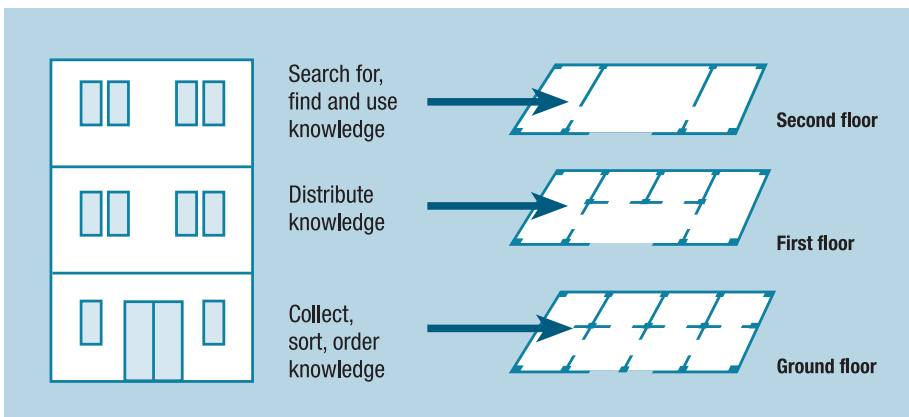 Search for,
find and use
knowledge
Second floor
Distribute
knowledge
First floor
Collect,
sort, order
knowledge
Ground floor